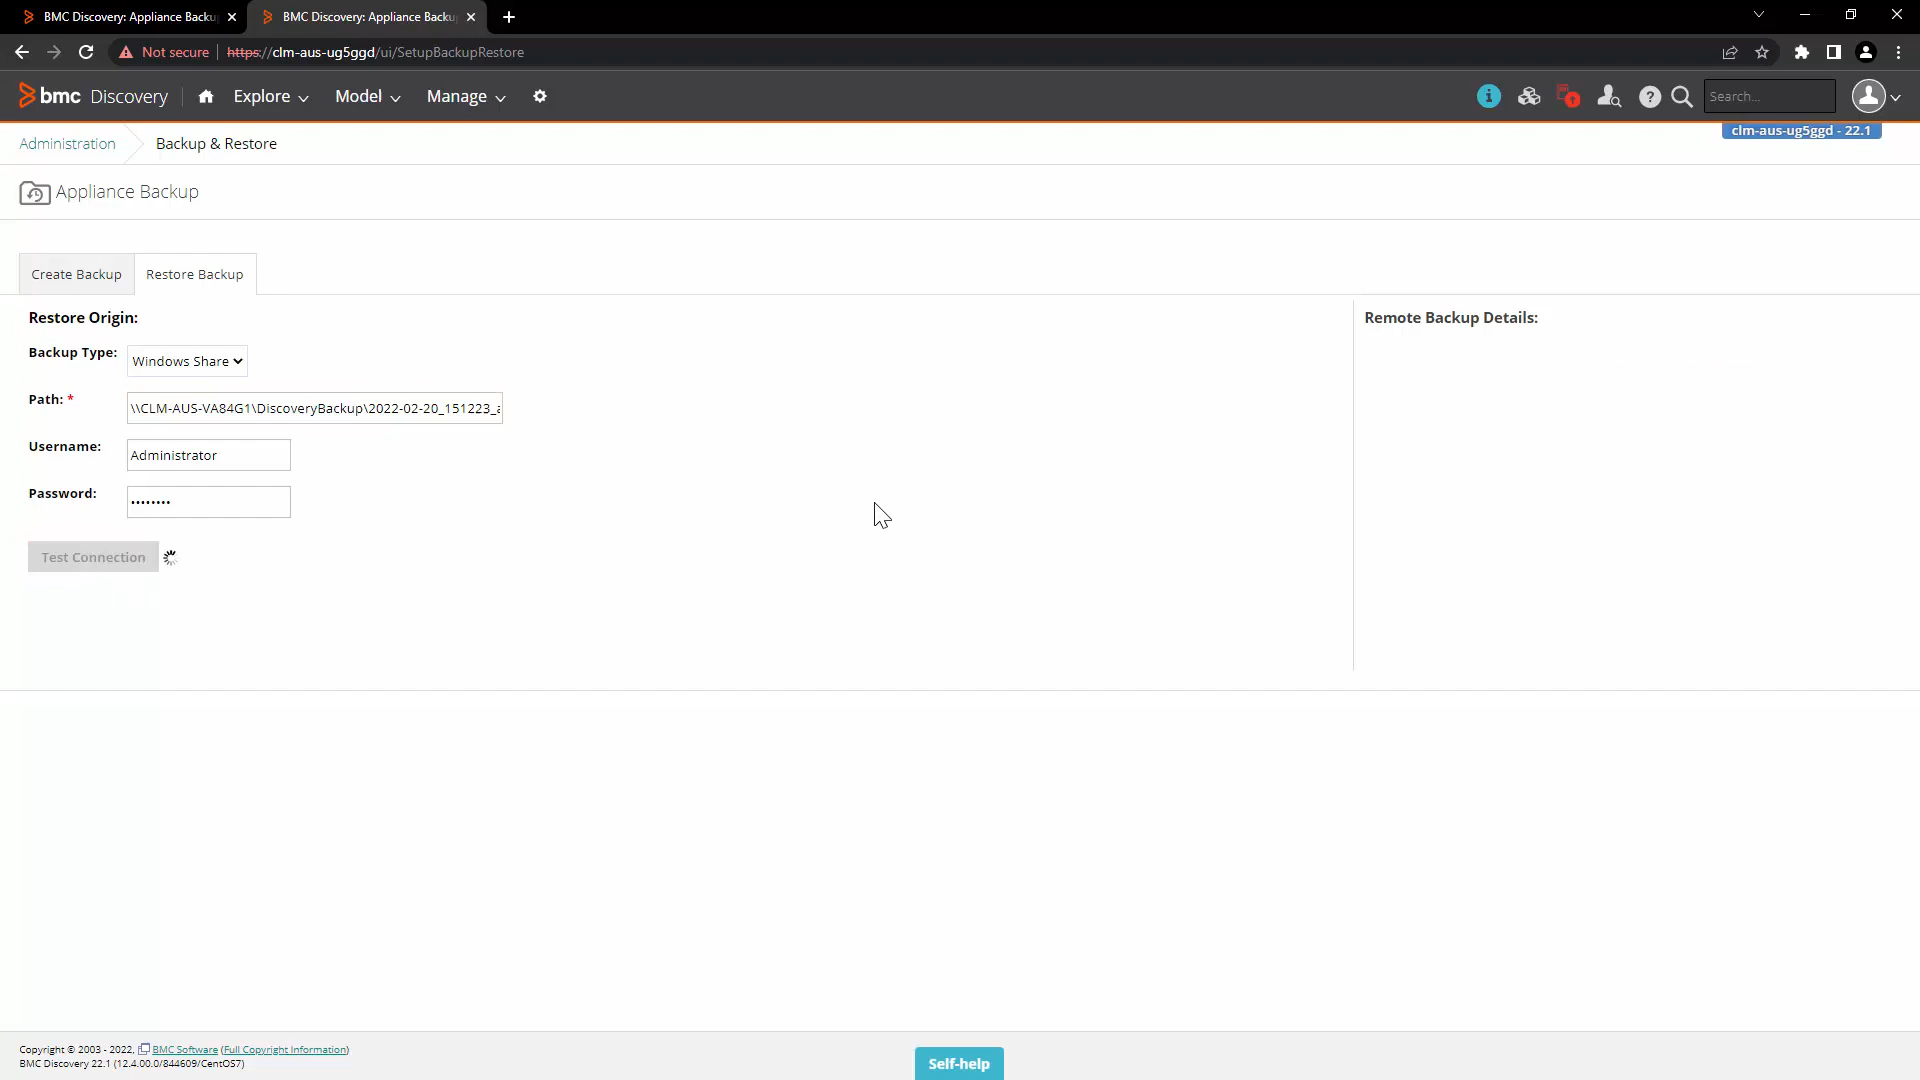 BMC Discovery: Appliance Backu
BMC Discovery: Appliance Backu
Not secure https://clm-aus-ug5ggd/ui/SetupBackupRestore
bmc Discovery Explore Model Manage Search...
Administration Backup & Restore
clm-aus-ug5ggd - 22.1
Appliance Backup
Create Backup Restore Backup
Restore Origin:
Remote Backup Details:
Backup Type: Windows Share
Path: * \\CLM-AUS-VA84G1\DiscoveryBackup\2022-02-20_151223_a
Username: Administrator
Password: ••••••••
Test Connection
Copyright © 2003 - 2022, BMC Software (Full Copyright Information)
BMC Discovery 22.1 (12.4.00.0/844609/CentOS7)
Self-help